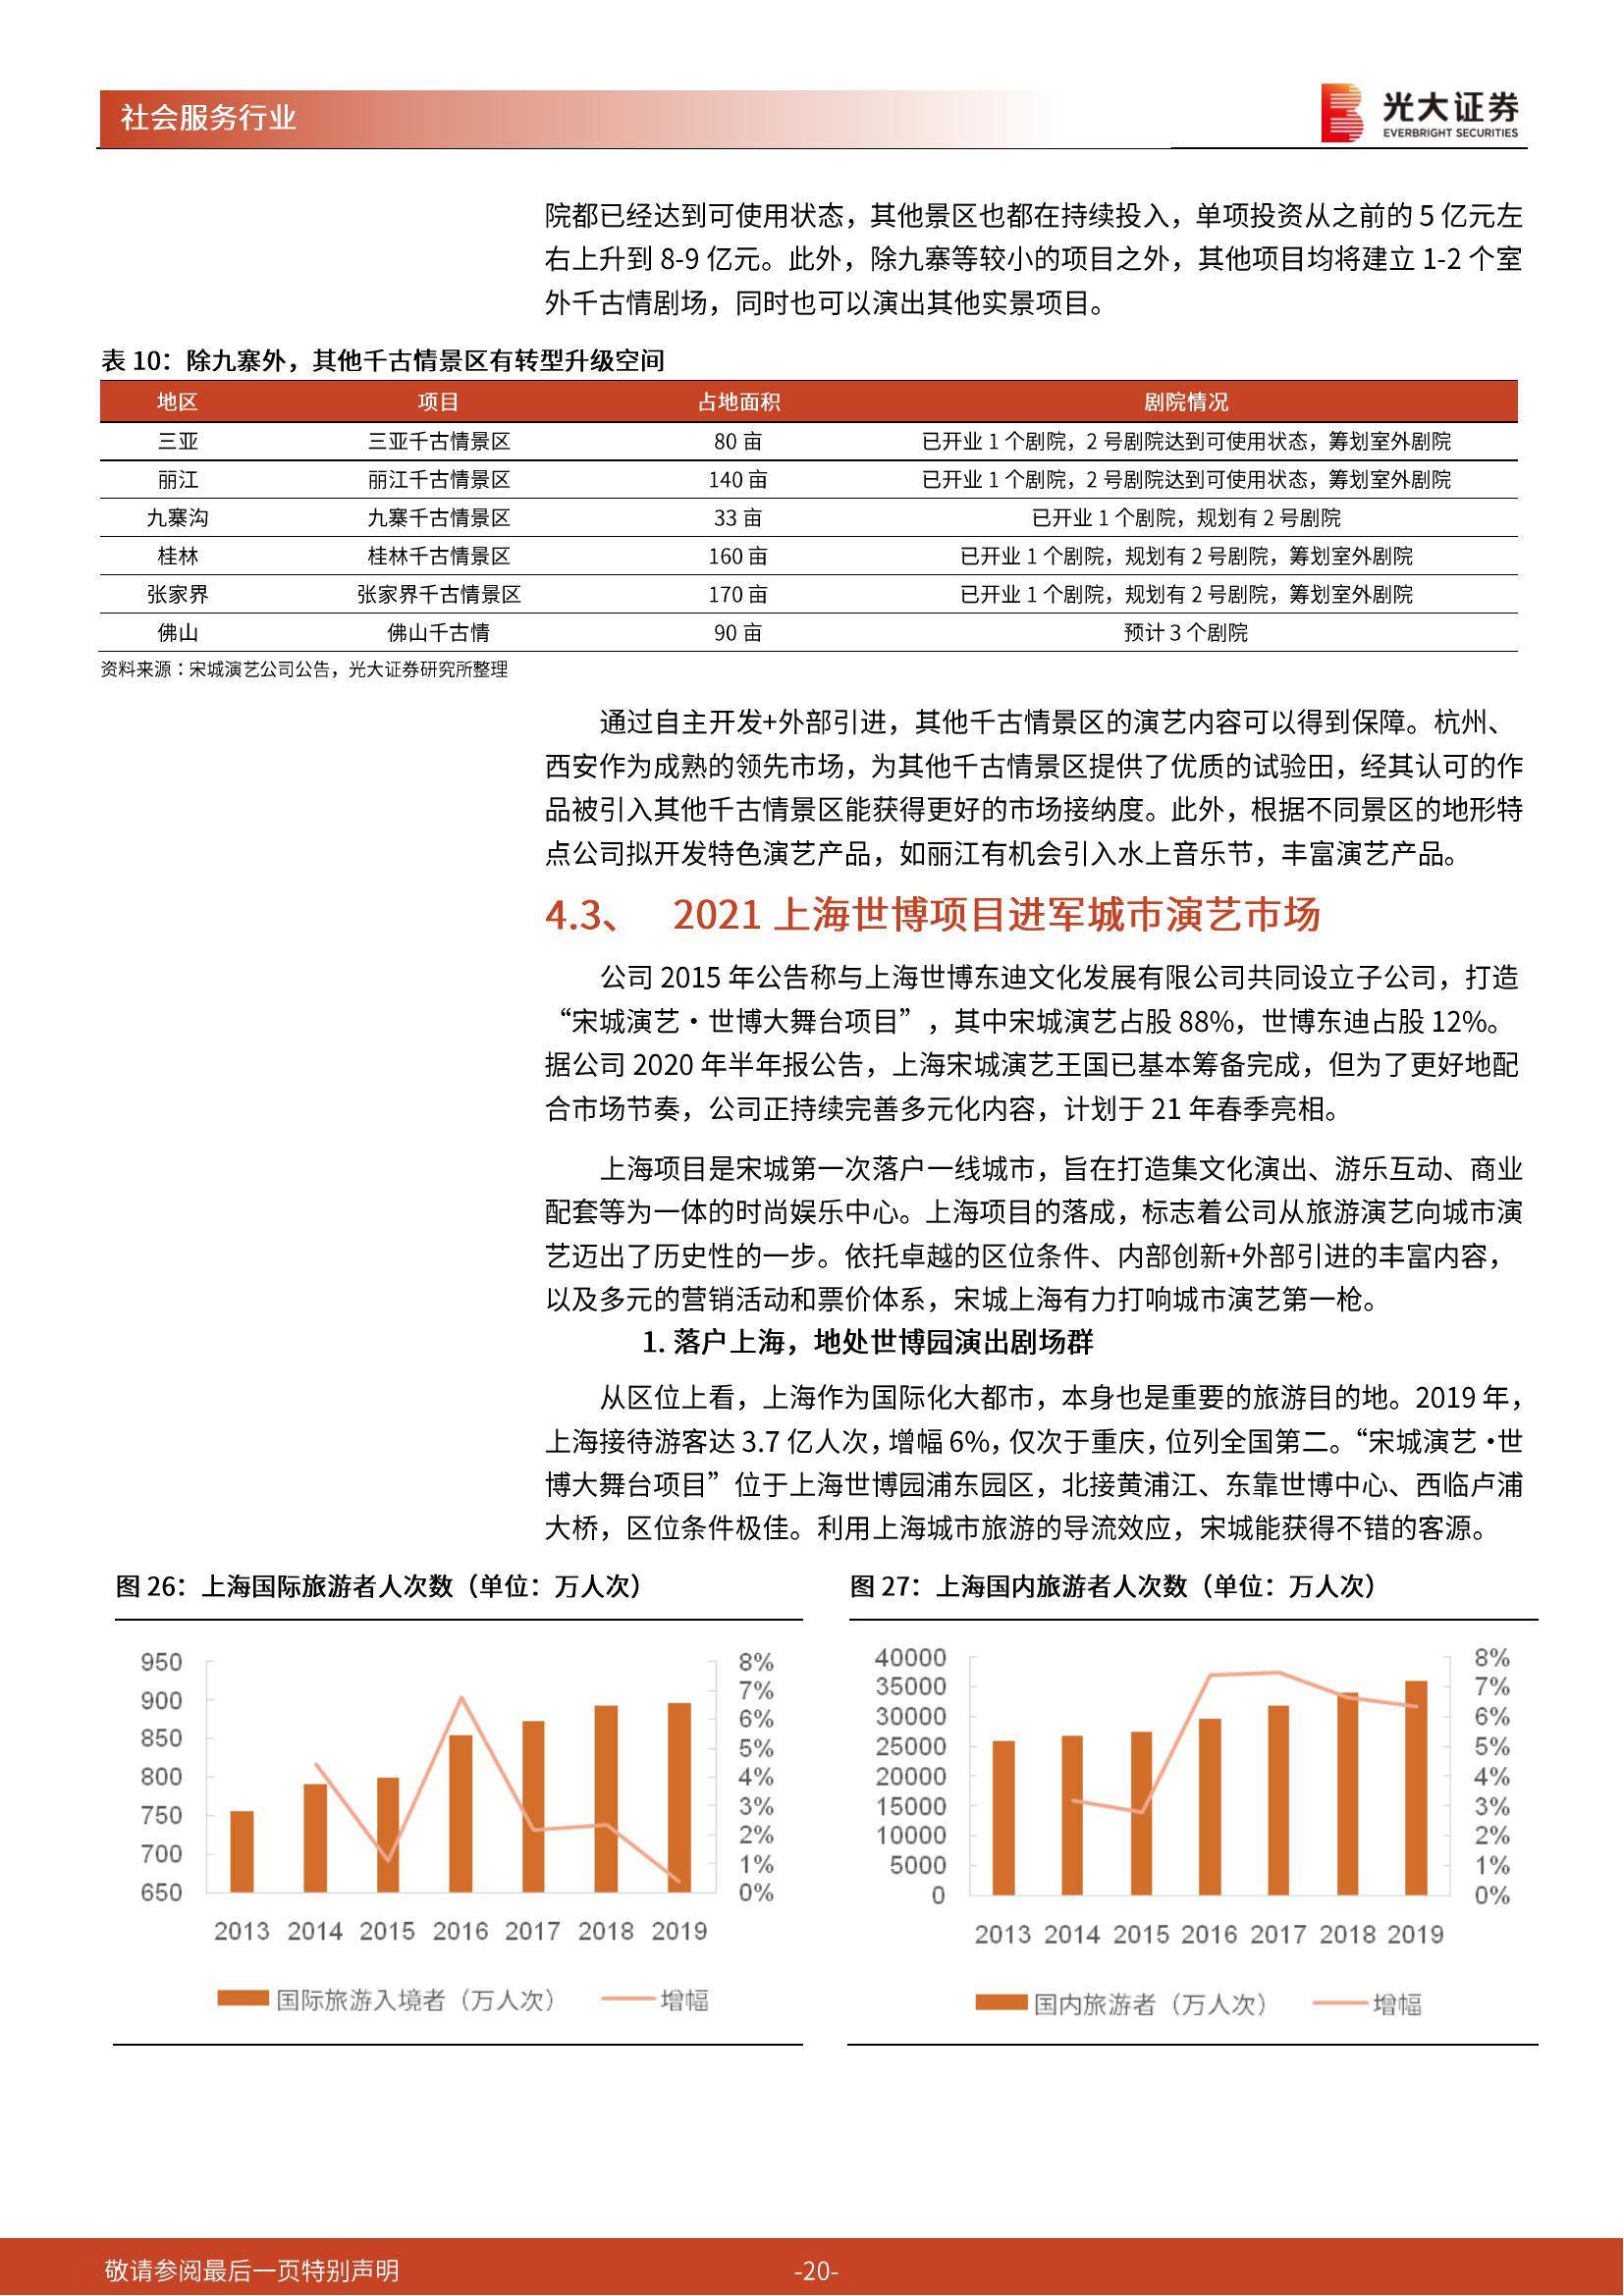 社会服务行业
光大证券
EVERBRIGHT SECURITIES
院都已经达到可使用状态，其他景区也都在持续投入，单项投资从之前的 5 亿元左
右上升到 8-9 亿元。此外，除九寨等较小的项目之外，其他项目均将建立 1-2 个室
外千古情剧场，同时也可以演出其他实景项目。
表 10：除九寨外，其他千古情景区有转型升级空间
地区 项目 占地面积 剧院情况
三亚 三亚千古情景区 80 亩 已开业 1 个剧院，2 号剧院达到可使用状态，筹划室外剧院
丽江 丽江千古情景区 140 亩 已开业 1 个剧院，2 号剧院达到可使用状态，筹划室外剧院
九寨沟 九寨千古情景区 33 亩 已开业 1 个剧院，规划有 2 号剧院
桂林 桂林千古情景区 160 亩 已开业 1 个剧院，规划有 2 号剧院，筹划室外剧院
张家界 张家界千古情景区 170 亩 已开业 1 个剧院，规划有 2 号剧院，筹划室外剧院
佛山 佛山千古情 90 亩 预计 3 个剧院
资料来源：宋城演艺公司公告，光大证券研究所整理
通过自主开发+外部引进，其他千古情景区的演艺内容可以得到保障。杭州、
西安作为成熟的领先市场，为其他千古情景区提供了优质的试验田，经其认可的作
品被引入其他千古情景区能获得更好的市场接纳度。此外，根据不同景区的地形特
点公司拟开发特色演艺产品，如丽江有机会引入水上音乐节，丰富演艺产品。
4.3、 2021 上海世博项目进军城市演艺市场
公司 2015 年公告称与上海世博东迪文化发展有限公司共同设立子公司，打造
“宋城演艺·世博大舞台项目”，其中宋城演艺占股 88%，世博东迪占股 12%。
据公司 2020 年半年报公告，上海宋城演艺王国已基本筹备完成，但为了更好地配
合市场节奏，公司正持续完善多元化内容，计划于 21 年春季亮相。
上海项目是宋城第一次落户一线城市，旨在打造集文化演出、游乐互动、商业
配套等为一体的时尚娱乐中心。上海项目的落成，标志着公司从旅游演艺向城市演
艺迈出了历史性的一步。依托卓越的区位条件、内部创新+外部引进的丰富内容，
以及多元的营销活动和票价体系，宋城上海有力打响城市演艺第一枪。
1. 落户上海，地处世博园演出剧场群
从区位上看，上海作为国际化大都市，本身也是重要的旅游目的地。2019 年，
上海接待游客达 3.7 亿人次，增幅 6%，仅次于重庆，位列全国第二。“宋城演艺·世
博大舞台项目”位于上海世博园浦东园区，北接黄浦江、东靠世博中心、西临卢浦
大桥，区位条件极佳。利用上海城市旅游的导流效应，宋城能获得不错的客源。
图 26：上海国际旅游者人次数（单位：万人次）
950 8%
900 7%
850 6%
800 5%
750 4%
700 3%
650 2%
1%
0%
2013 2014 2015 2016 2017 2018 2019
国际旅游入境者（万人次） 增幅
图 27：上海国内旅游者人次数（单位：万人次）
40000 8%
35000 7%
30000 6%
25000 5%
20000 4%
15000 3%
10000 2%
5000 1%
0 0%
2013 2014 2015 2016 2017 2018 2019
国内旅游者（万人次） 增幅
敬请参阅最后一页特别声明 -20-